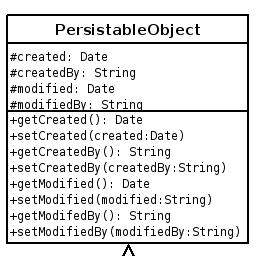 PersistableObject
#created: Date
#createdBy: String
#modified: Date
#modifiedBy: String
+getCreated(): Date
+setCreated(created:Date)
+getCreatedBy(): String
+setCreatedBy(createdBy:String)
+getModified(): Date
+setModified(modified:String)
+getModifedBy(): String
+setModifiedBy(modifiedBy:String)